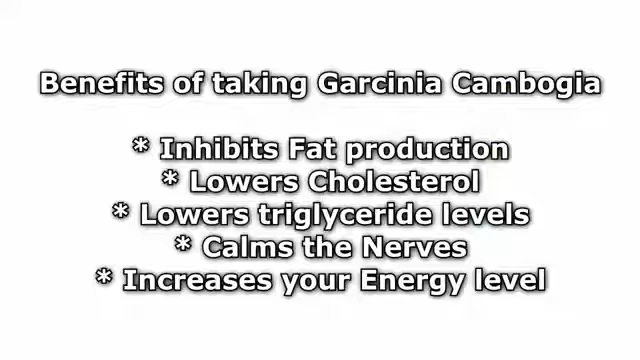 Benefits of taking Garcinia Cambogia
* Inhibits Fat production
* Lowers Cholesterol
* Lowers triglyceride levels
* Calms the Nerves
* Increases your Energy level